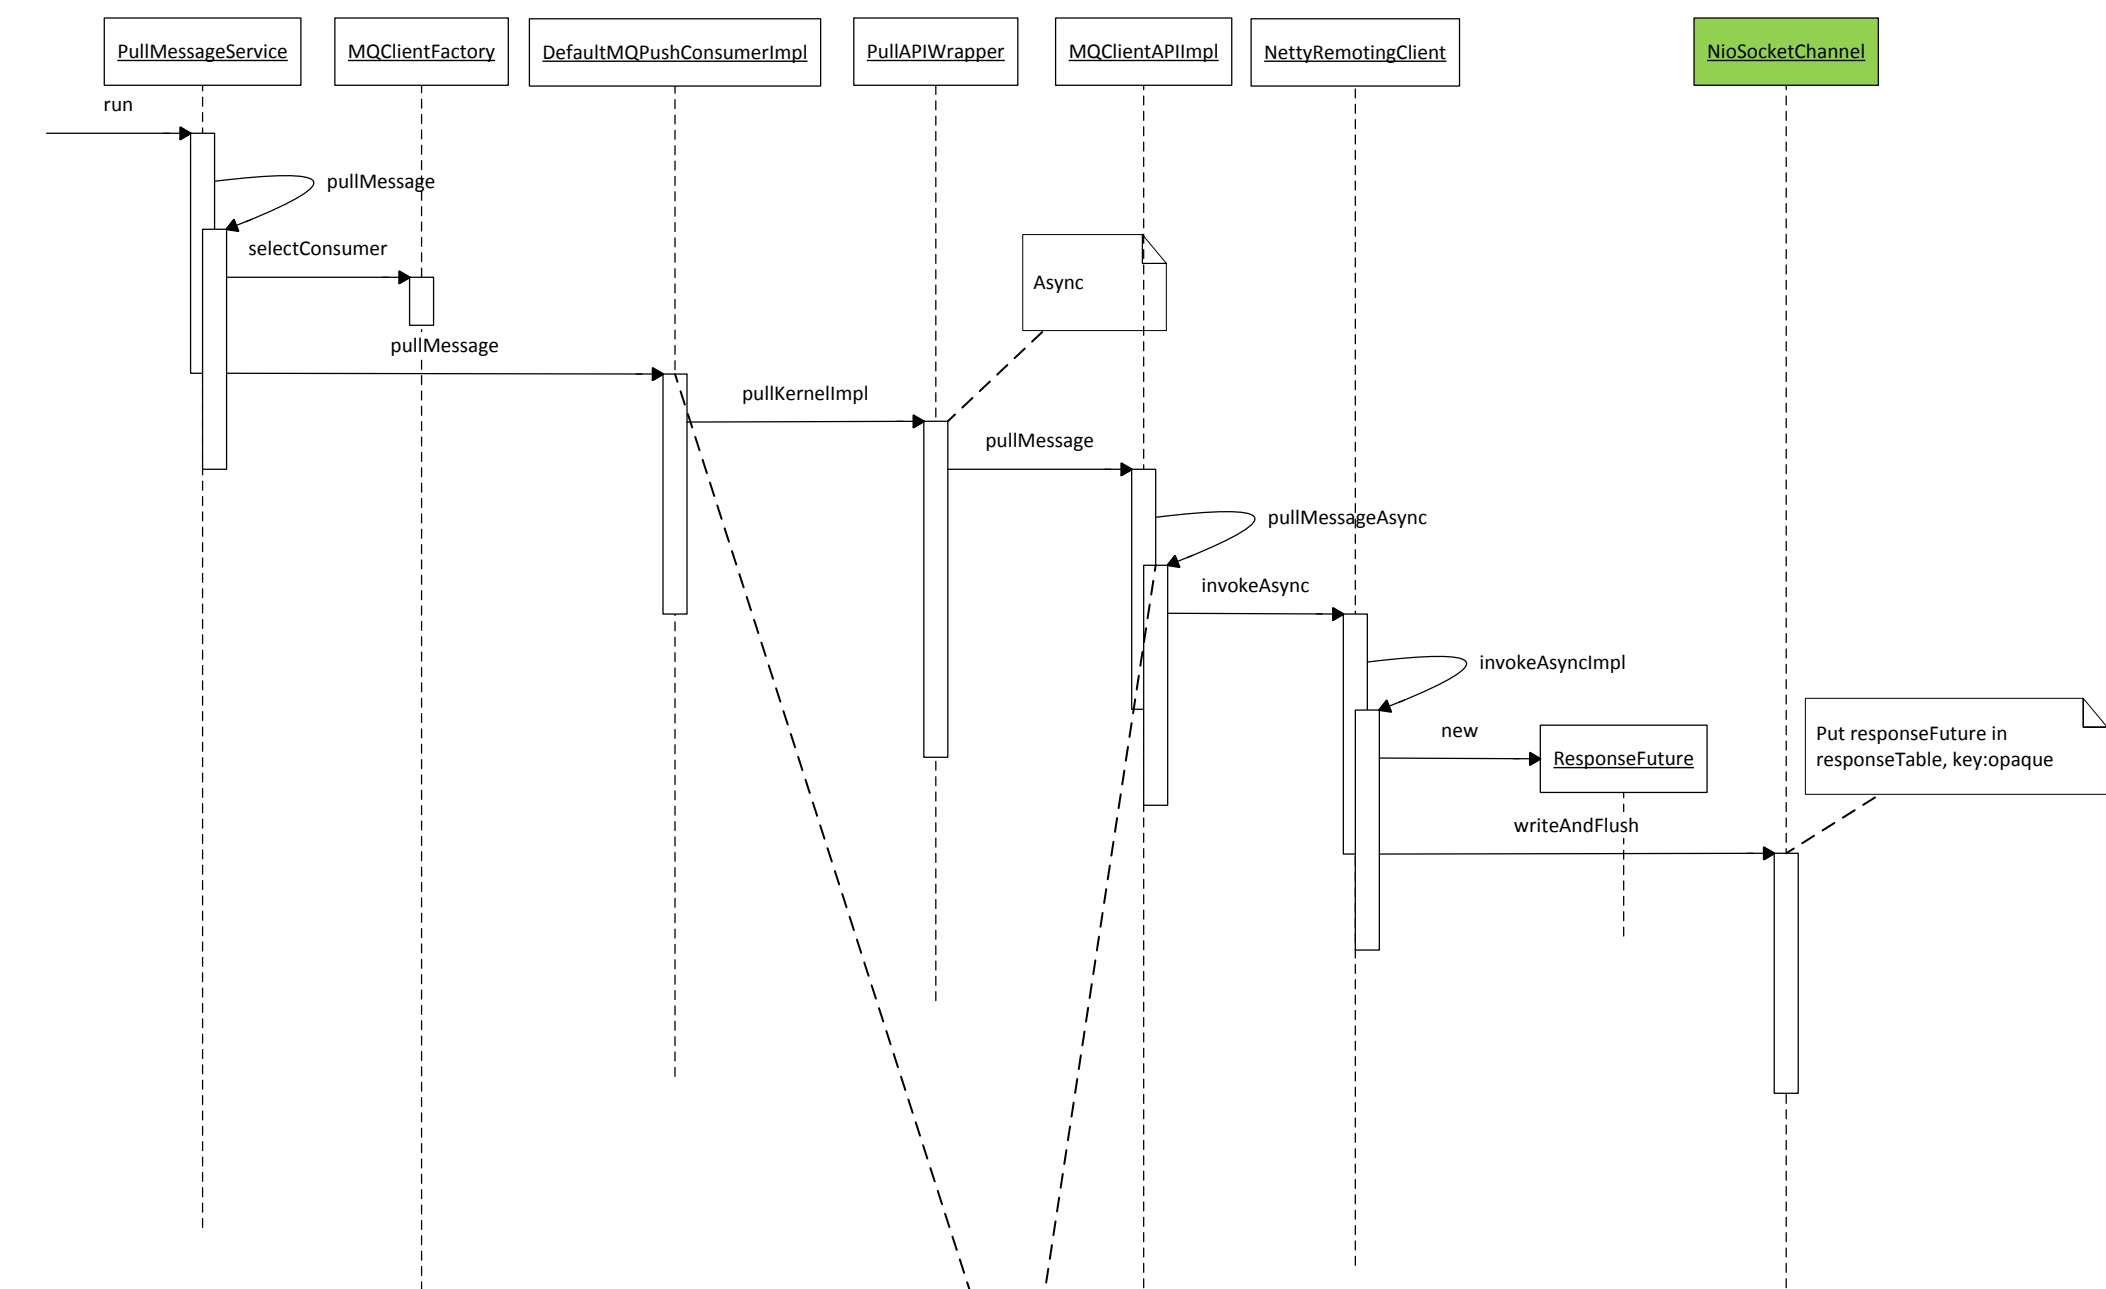 PullMessageService
MQClientFactory
DefaultMQPushConsumerImpl
PullAPIWrapper
MQClientAPIImpl
NettyRemotingClient
NioSocketChannel
run
pullMessage
selectConsumer
Async
pullMessage
pullKernelImpl
pullMessage
pullMessageAsync
invokeAsync
invokeAsyncImpl
new
ResponseFuture
Put responseFuture in
responseTable, key:opaque
writeAndFlush